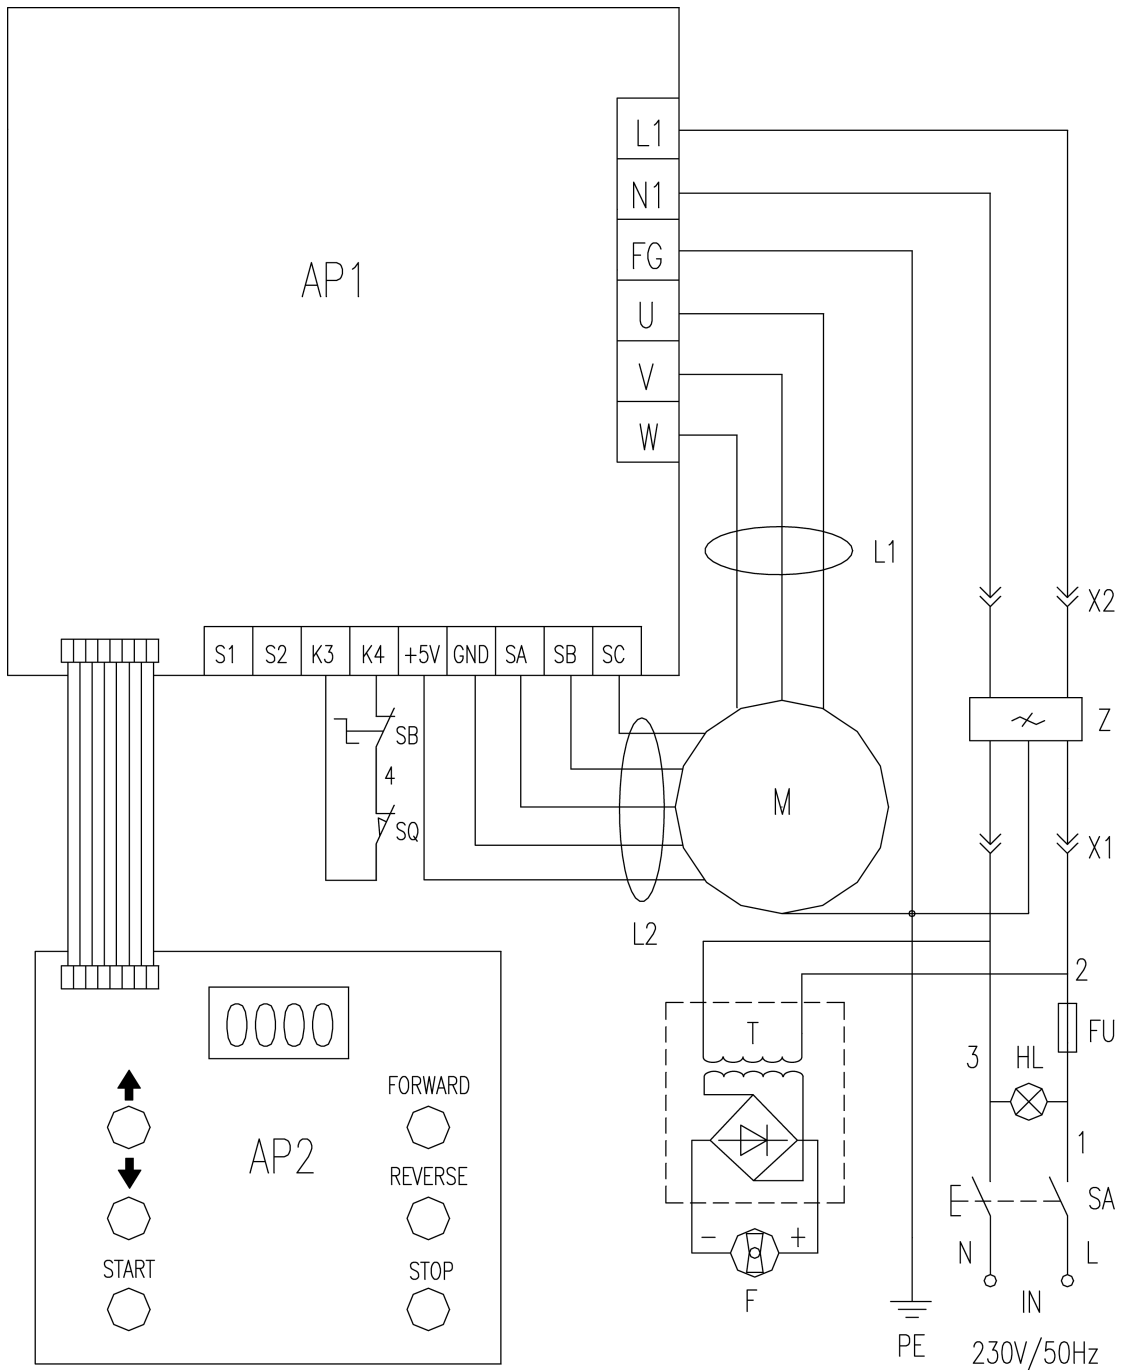 L1
N1
FG
AP1
U
V
W
L1
X2
S1 S2 K3 K4 +5V GND SA SB SC
Z
SB
4
M
SQ
X1
L2
2
0000
T
FU
3 HL
FORWARD
AP2
1
REVERSE
SA
- +
N L
START STOP
F
IN
PE
230V/50Hz